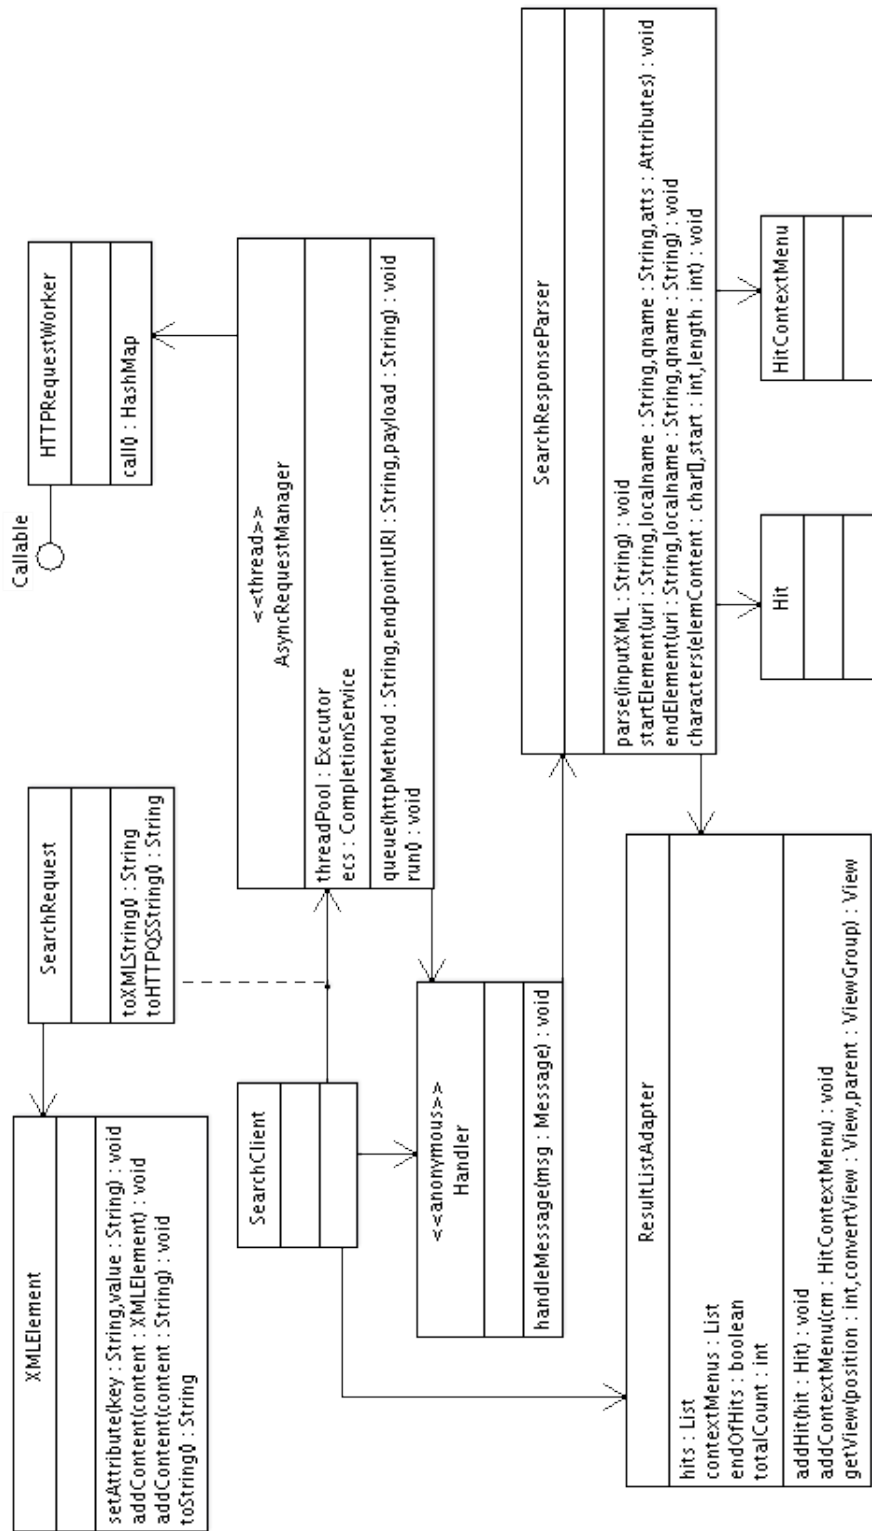 XMLElement
setAttribute(key : String,value : String) : void
addContent(content : XMLElement) : void
addContent(content : String) : void
toString() : String
SearchRequest
toXMLString() : String
toHTTPQSString() : String
Callable
HTTPRequestWorker
call() : HashMap
SearchClient
<<thread>>
AsyncRequestManager
threadPool : Executor
ecs : CompletionService
queue(httpMethod : String,endpointURI : String,payload : String) : void
run() : void
<<anonymous>>
Handler
handleMessage(msg : Message) : void
SearchResponseParser
parse(inputXML : String) : void
startElement(uri : String,localname : String,qname : String,atts : Attributes) : void
endElement(uri : String,localname : String,qname : String) : void
characters(elemContent : char[],start : int,length : int) : void
ResultListAdapter
hits : List
contextMenus : List
endOfHits : boolean
totalCount : int
addHit(hit : Hit) : void
addContextMenu(cm : HitContextMenu) : void
getView(position : int,convertView : View,parent : ViewGroup) : View
Hit
HitContextMenu